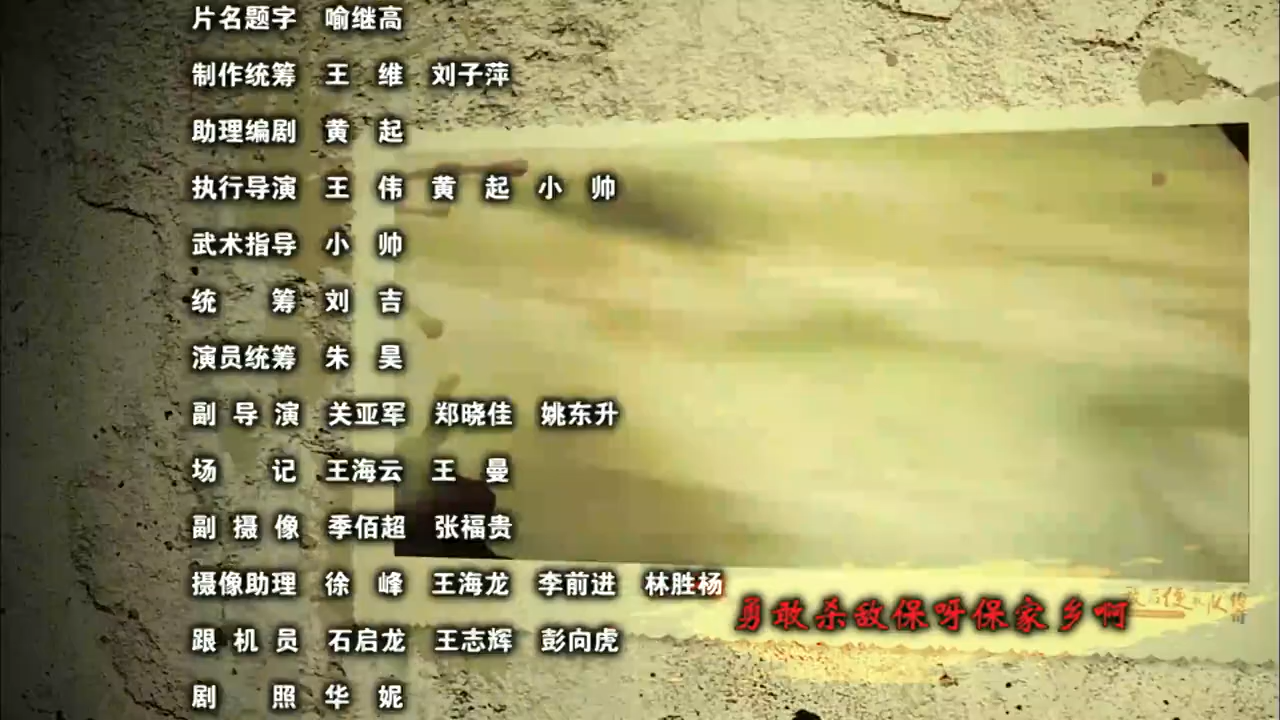 片名题字 喻继高
制作统筹 王 维 刘子萍
助理编剧 黄 起
执行导演 王 伟 黄 起 小 帅
武术指导 小 帅
统 筹 刘 吉
演员统筹 朱 昊
副 导 演 关亚军 郑晓佳 姚东升
场 记 王海云 王 曼
副 摄 像 季佰超 张福贵
摄像助理 徐 峰 王海龙 李前进 林胜杨
勇敢杀敌保呀保家乡啊
跟 机 员 石启龙 王志辉 彭向虎
剧 照 华 妮